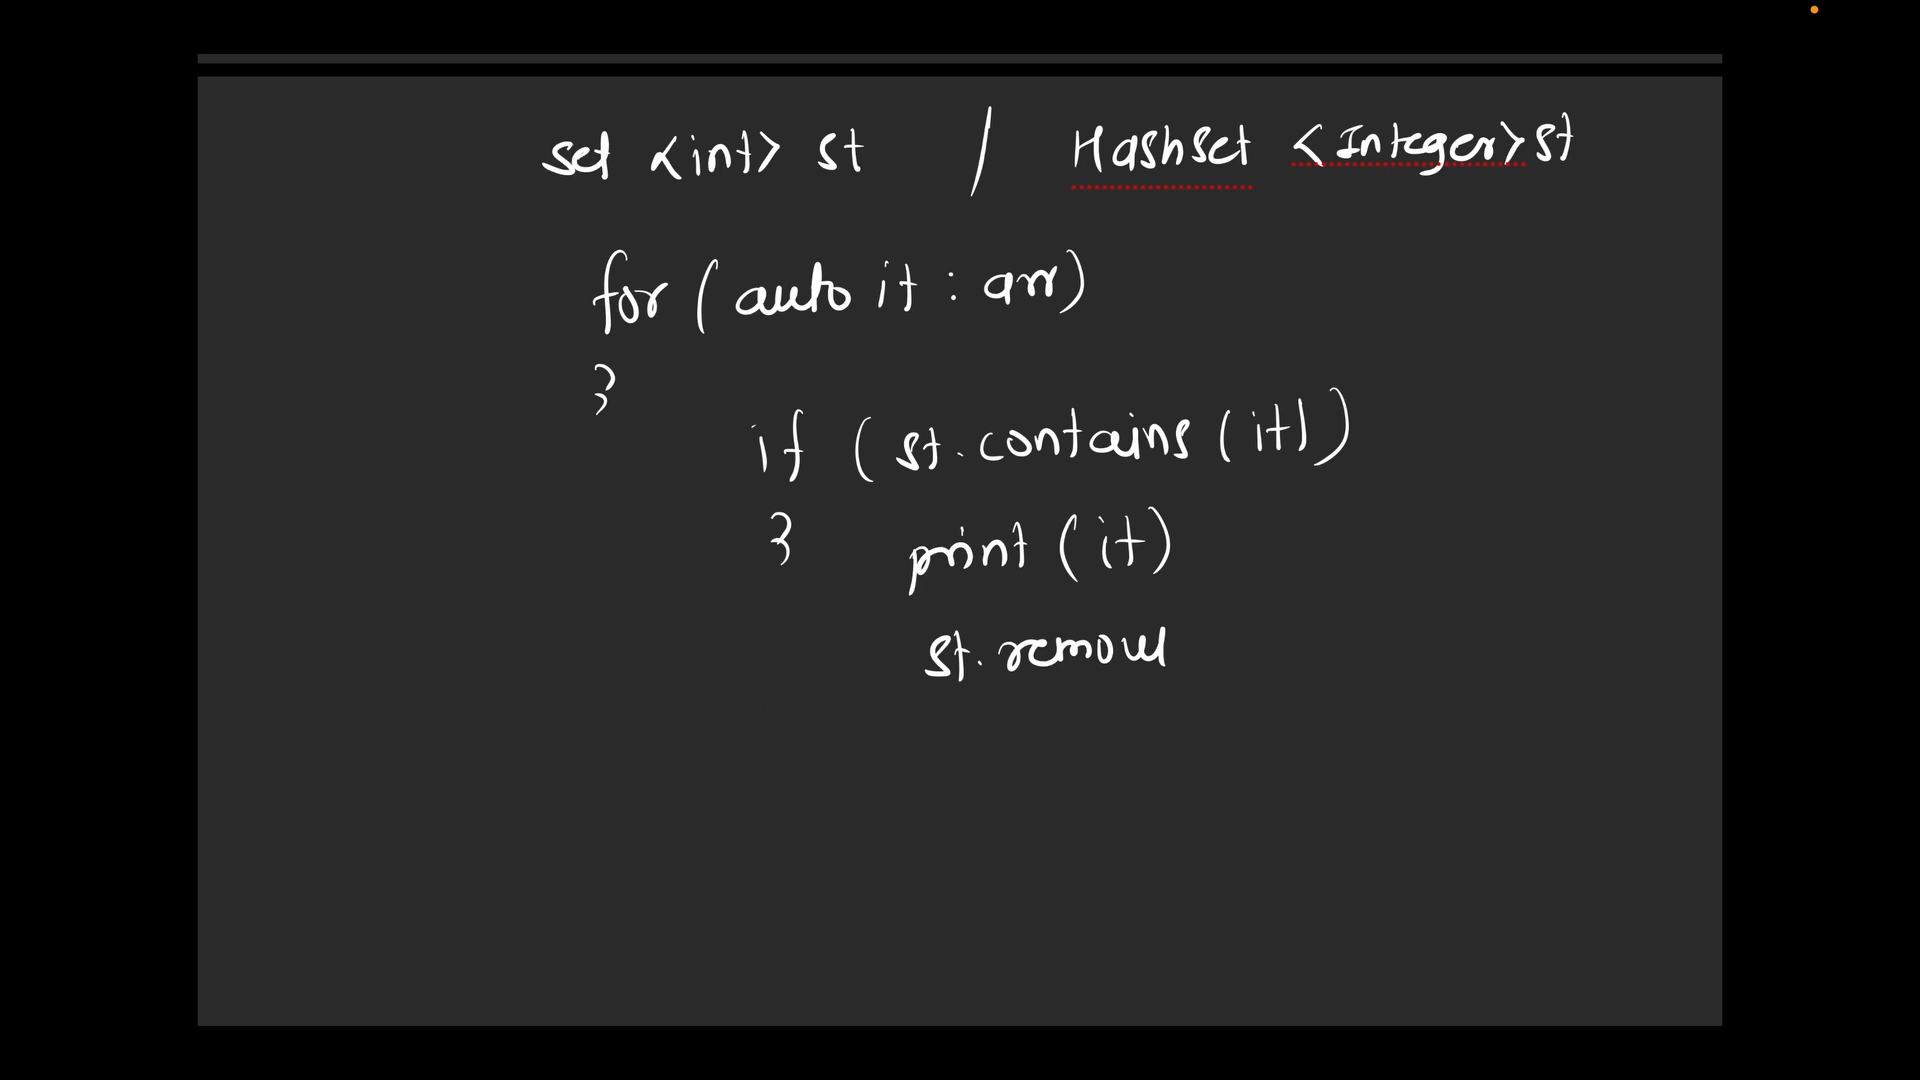 set <int> st / HashSet <Integer> st
for (auto it : arr)
}
if (st.contains(it))
} print (it)
st.remove